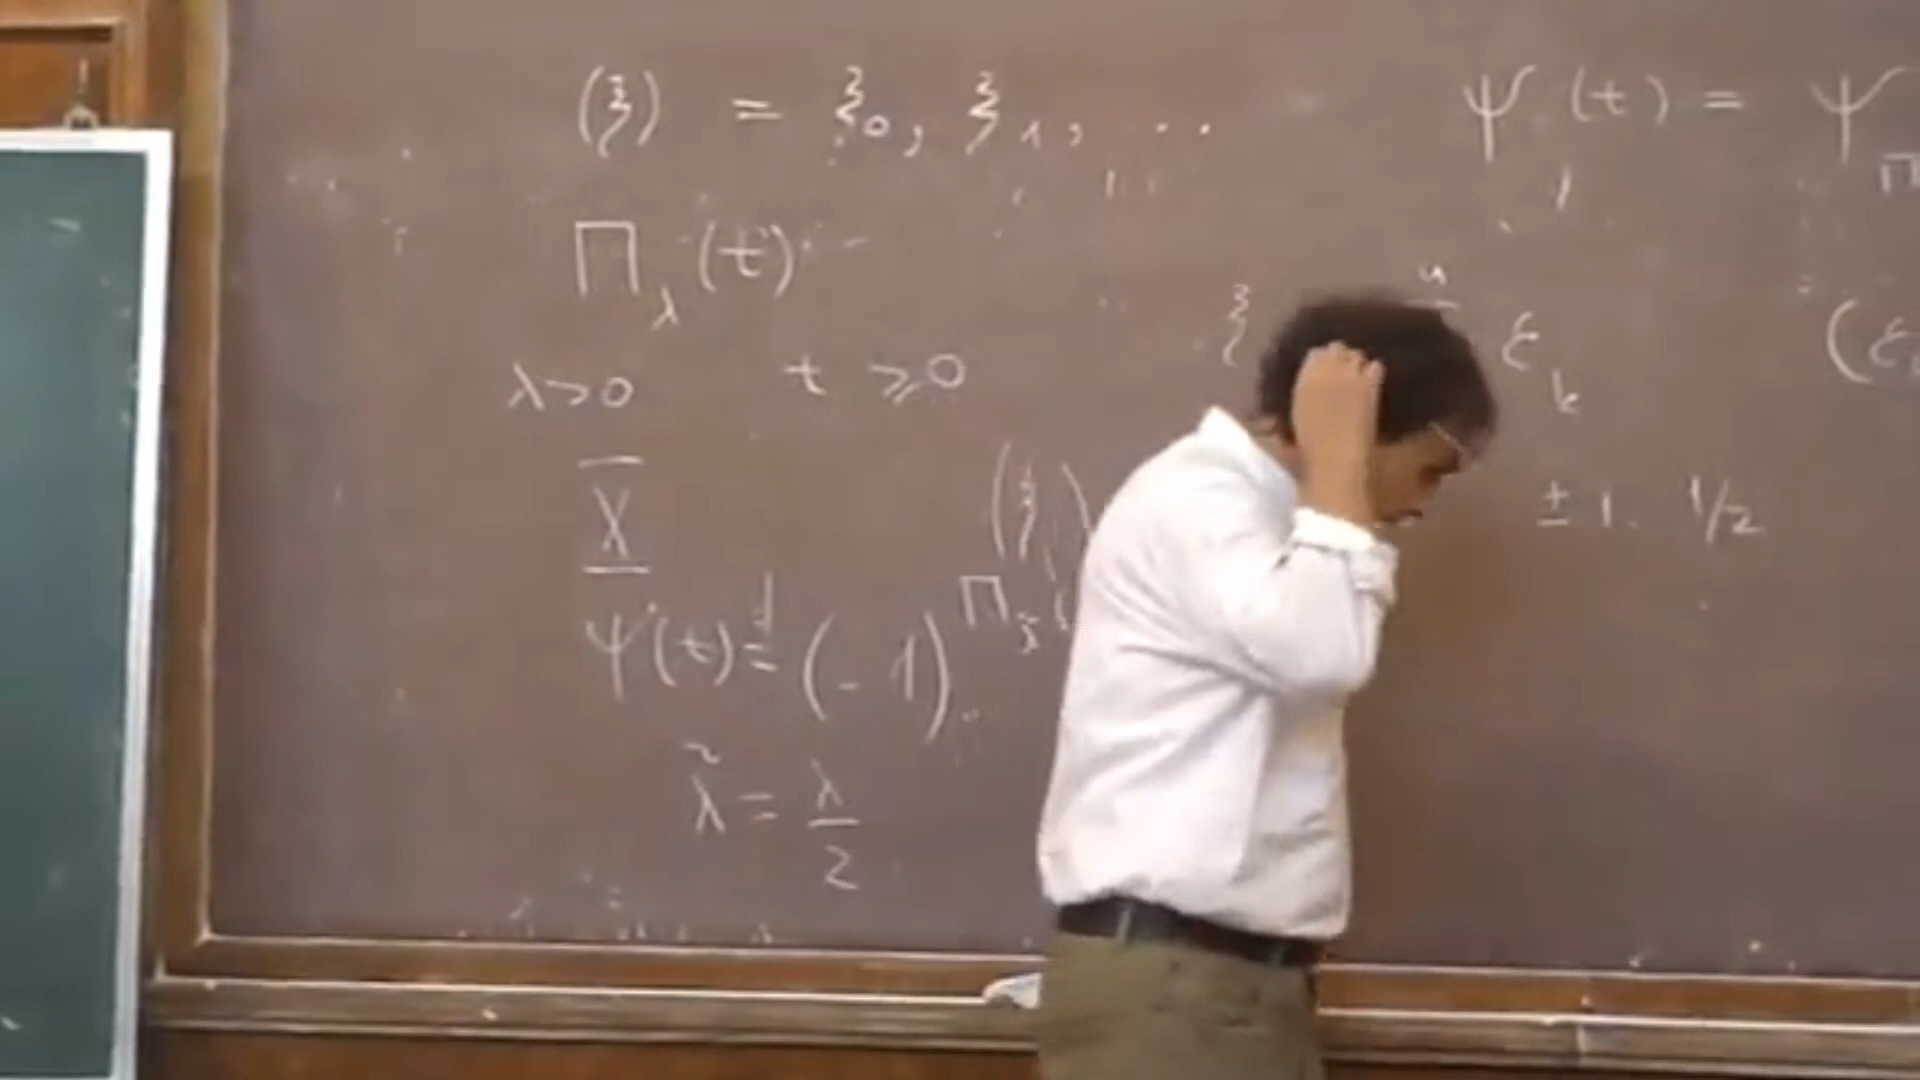 (ξ) = ξ₀, ξ₁, ...
Π_λ (t)
λ > 0 t ⩾ 0
X
ψ(t) =ᵈ (-1)^Π
λ̃ = λ/2
ψ (t) = ψ
ξ ε_k (ε
± 1. 1/2